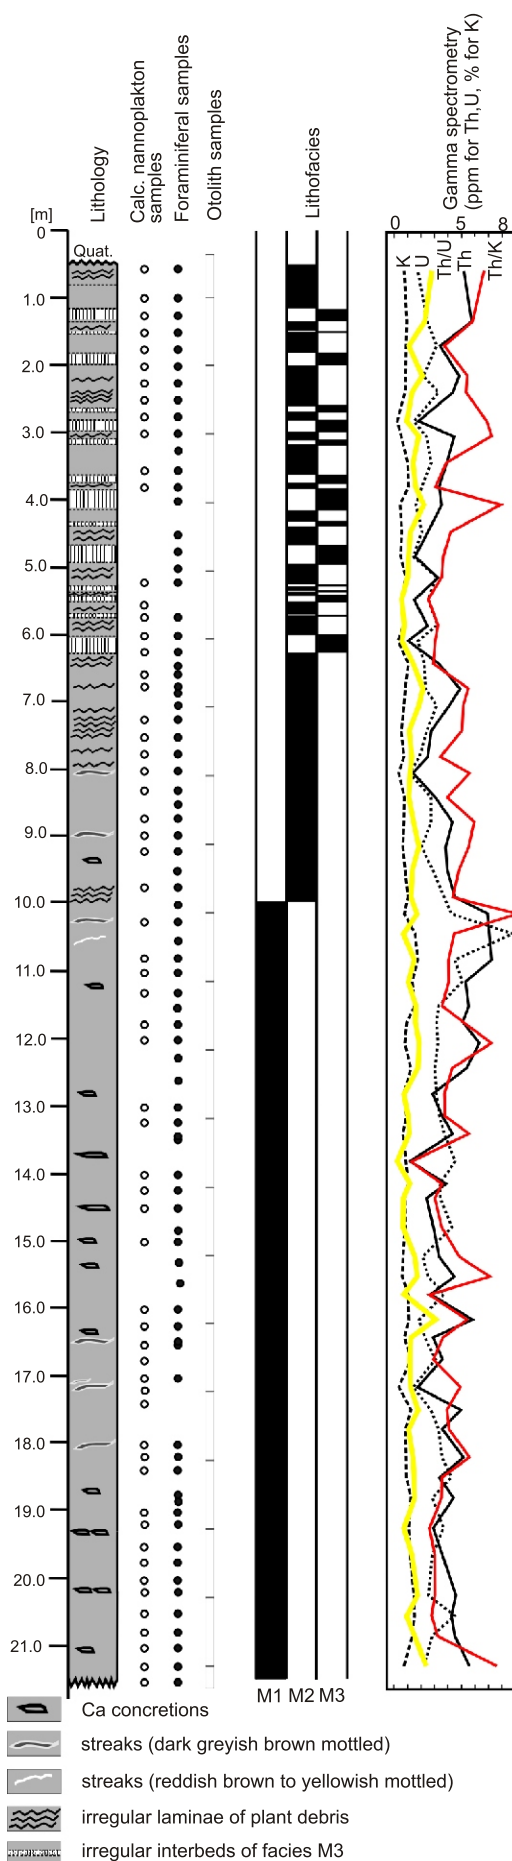 Lithology
Calc. nannoplakton
samples
Foraminiferal samples
Otolith samples
Lithofacies
Gamma spectrometry
(ppm for Th,U, % for K)
[m]
0 5 8
0
Quat.
K U Th/U Th Th/K
1.0
2.0
3.0
4.0
5.0
6.0
7.0
8.0
9.0
10.0
11.0
12.0
13.0
14.0
15.0
16.0
17.0
18.0
19.0
20.0
21.0
M1 M2 M3
Ca concretions
streaks (dark greyish brown mottled)
streaks (reddish brown to yellowish mottled)
irregular laminae of plant debris
irregular interbeds of facies M3